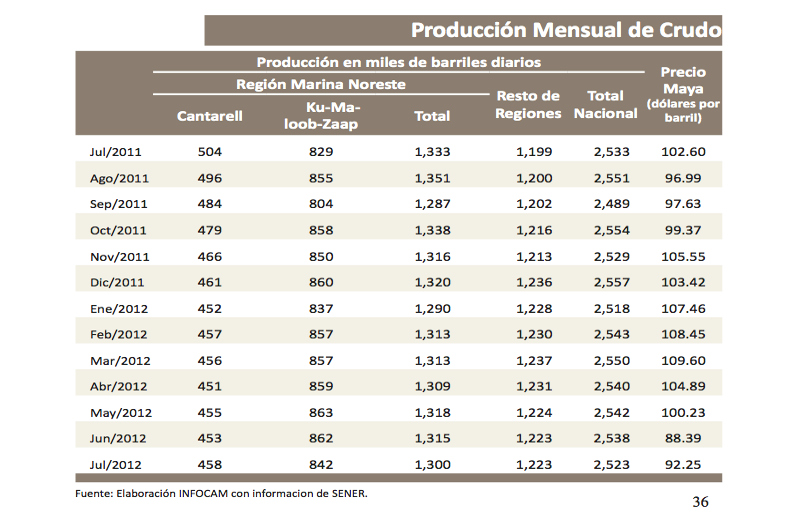 Producción Mensual de Crudo
Producción en miles de barriles diarios
Región Marina Noreste
Cantarell
Ku-Ma-
loob-Zaap
Total
Resto de
Regiones
Total
Nacional
Precio
Maya
(dólares por
barril)
Jul/2011 504 829 1,333 1,199 2,533 102.60
Ago/2011 496 855 1,351 1,200 2,551 96.99
Sep/2011 484 804 1,287 1,202 2,489 97.63
Oct/2011 479 858 1,338 1,216 2,554 99.37
Nov/2011 466 850 1,316 1,213 2,529 105.55
Dic/2011 461 860 1,320 1,236 2,557 103.42
Ene/2012 452 837 1,290 1,228 2,518 107.46
Feb/2012 457 857 1,313 1,230 2,543 108.45
Mar/2012 456 857 1,313 1,237 2,550 109.60
Abr/2012 451 859 1,309 1,231 2,540 104.89
May/2012 455 863 1,318 1,224 2,542 100.23
Jun/2012 453 862 1,315 1,223 2,538 88.39
Jul/2012 458 842 1,300 1,223 2,523 92.25
Fuente: Elaboración INFOCAM con informacion de SENER.
36